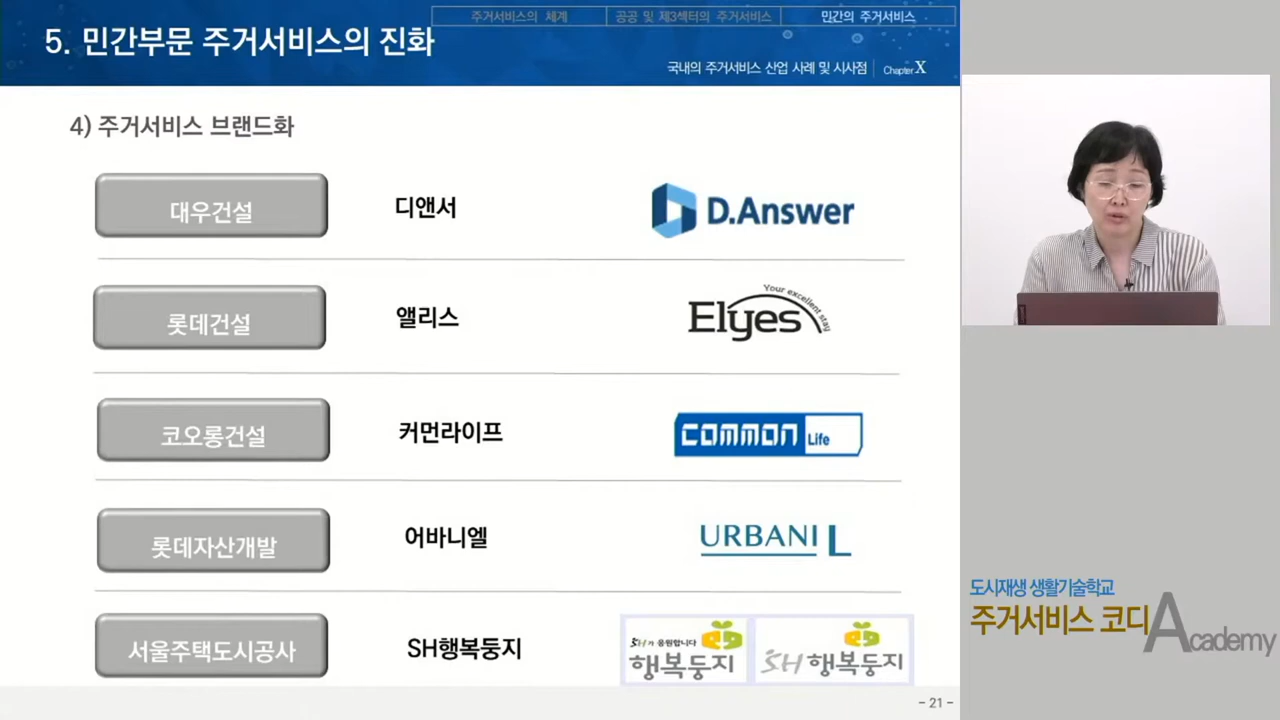 주거서비스의 체계
공공 및 제3섹터의 주거서비스
민간의 주거서비스
5. 민간부문 주거서비스의 진화
국내의 주거서비스 산업 사례 및 시사점
Chapter X
4) 주거서비스 브랜드화
대우건설
디앤서
D.Answer
롯데건설
앨리스
Elyes
Your excellent stay
코오롱건설
커먼라이프
COMMON Life
롯데자산개발
어바니엘
URBANI L
서울주택도시공사
SH행복둥지
SH가 응원합니다
행복둥지
SH 행복둥지
- 21 -
도시재생 생활기술학교
주거서비스 코디
Academy